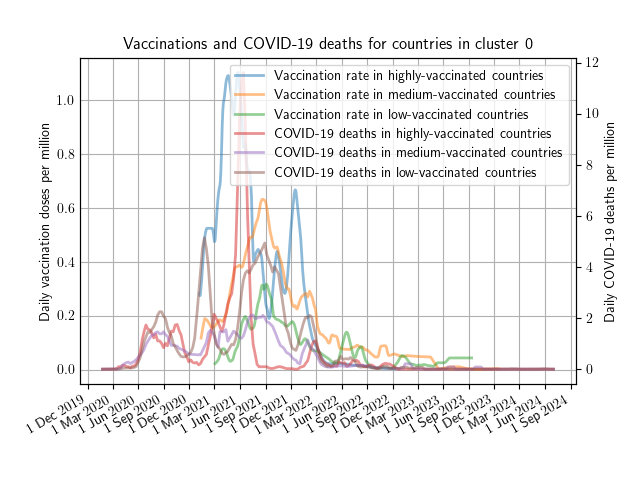 Vaccinations and COVID-19 deaths for countries in cluster 0
Vaccination rate in highly-vaccinated countries
Vaccination rate in medium-vaccinated countries
Vaccination rate in low-vaccinated countries
COVID-19 deaths in highly-vaccinated countries
COVID-19 deaths in medium-vaccinated countries
COVID-19 deaths in low-vaccinated countries
Daily vaccination doses per million
1.0
0.8
0.6
0.4
0.2
0.0
12
10
8
6
4
2
0
Daily COVID-19 deaths per million
1 Dec 2019
1 Mar 2020
1 Jun 2020
1 Sep 2020
1 Dec 2020
1 Mar 2021
1 Jun 2021
1 Sep 2021
1 Dec 2021
1 Mar 2022
1 Jun 2022
1 Sep 2022
1 Dec 2022
1 Mar 2023
1 Jun 2023
1 Sep 2023
1 Dec 2023
1 Mar 2024
1 Jun 2024
1 Sep 2024